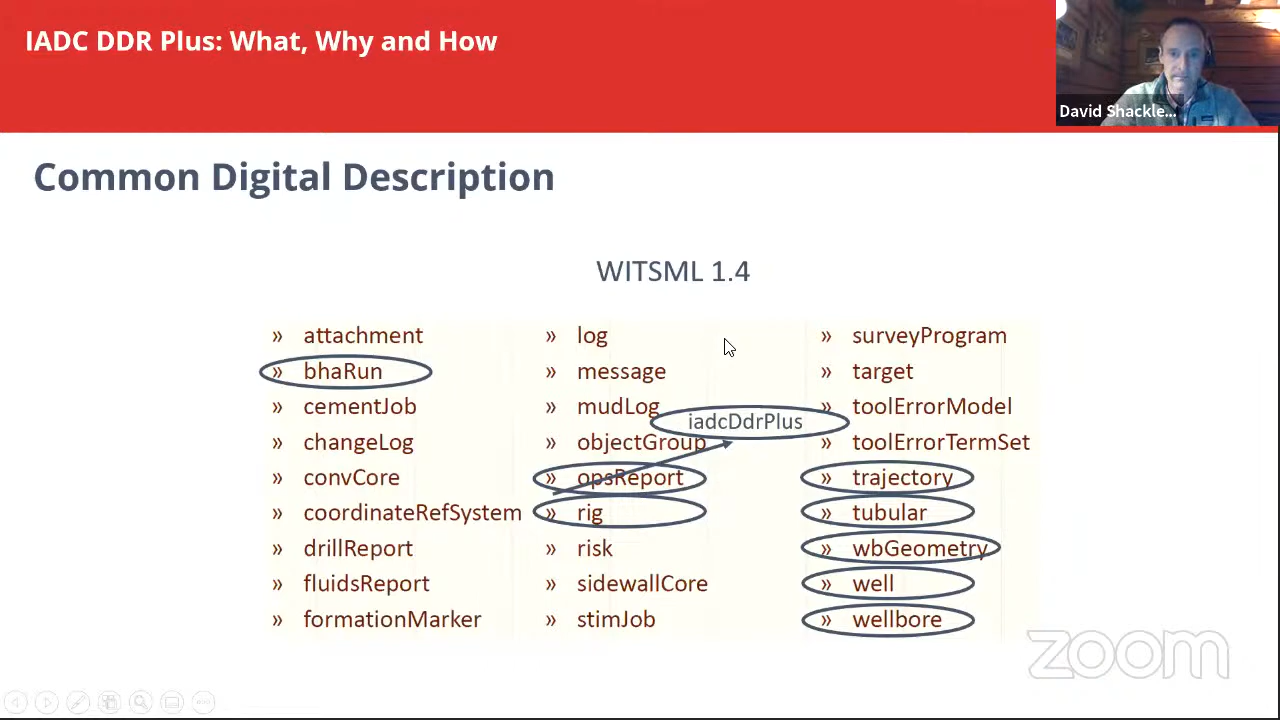 IADC DDR Plus: What, Why and How
David Shackle...
Common Digital Description
WITSML 1.4
» attachment
» bhaRun
» cementJob
» changeLog
» convCore
» coordinateRefSystem
» drillReport
» fluidsReport
» formationMarker
» log
» message
» mudLog
iadcDdrPlus
» objectGroup
» opsReport
» rig
» risk
» sidewallCore
» stimJob
» surveyProgram
» target
» toolErrorModel
» toolErrorTermSet
» trajectory
» tubular
» wbGeometry
» well
» wellbore
zoom